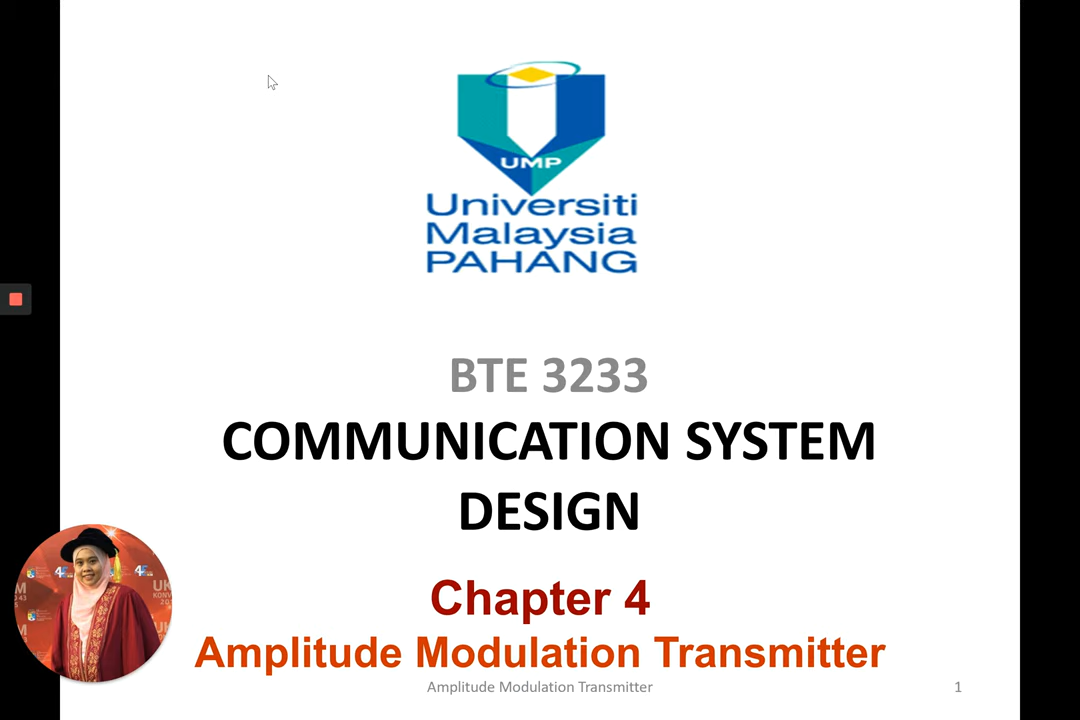 UMP
Universiti
Malaysia
PAHANG
BTE 3233
COMMUNICATION SYSTEM
DESIGN
Chapter 4
Amplitude Modulation Transmitter
Amplitude Modulation Transmitter 1